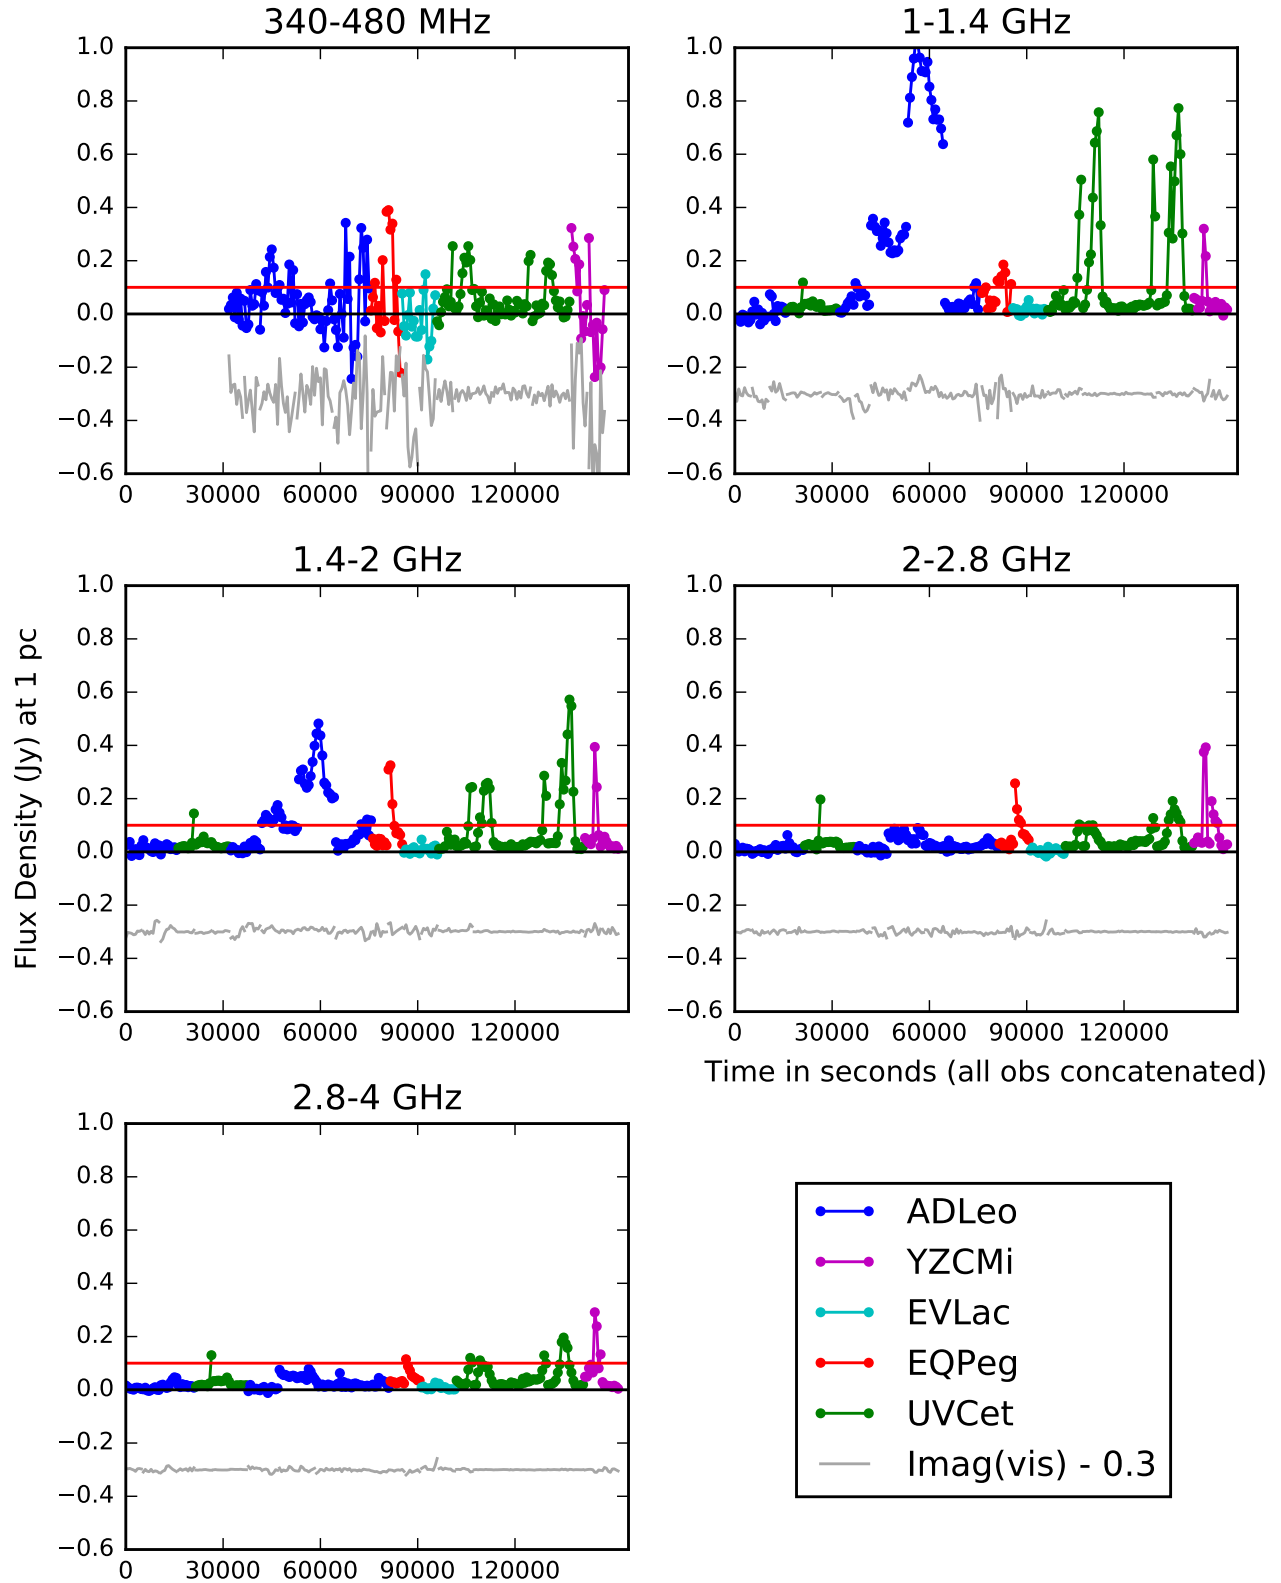 340-480 MHz
1.0
0.8
0.6
0.4
0.2
0.0
−0.2
−0.4
−0.6
0 30000 60000 90000 120000
1-1.4 GHz
1.0
0.8
0.6
0.4
0.2
0.0
−0.2
−0.4
−0.6
0 30000 60000 90000 120000
Flux Density (Jy) at 1 pc
1.4-2 GHz
1.0
0.8
0.6
0.4
0.2
0.0
−0.2
−0.4
−0.6
0 30000 60000 90000 120000
2-2.8 GHz
1.0
0.8
0.6
0.4
0.2
0.0
−0.2
−0.4
−0.6
0 30000 60000 90000 120000
Time in seconds (all obs concatenated)
2.8-4 GHz
1.0
0.8
0.6
0.4
0.2
0.0
−0.2
−0.4
−0.6
0 30000 60000 90000 120000
ADLeo
YZCMi
EVLac
EQPeg
UVCet
Imag(vis) - 0.3